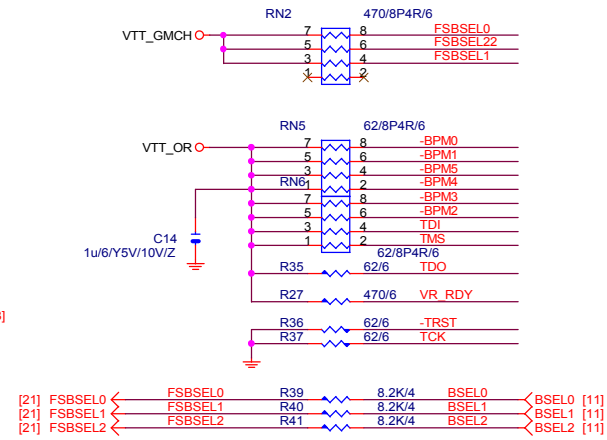 RN2 470/8P4R/6
VTT_GMCH 7 8 FSBSEL0
5 6 FSBSEL22
3 4 FSBSEL1
1 2
RN5 62/8P4R/6
VTT_OR 7 8 -BPM0
5 6 -BPM1
3 4 -BPM5
RN6 1 2 -BPM4
7 8 -BPM3
5 6 -BPM2
3 4 TDI
C14 1 2 TMS
1u/6/Y5V/10V/Z 62/8P4R/6
R35 62/6 TDO
R27 470/6 VR_RDY
R36 62/6 -TRST
R37 62/6 TCK
[21] FSBSEL0 FSBSEL0 R39 8.2K/4 BSEL0 BSEL0 [11]
[21] FSBSEL1 FSBSEL1 R40 8.2K/4 BSEL1 BSEL1 [11]
[21] FSBSEL2 FSBSEL2 R41 8.2K/4 BSEL2 BSEL2 [11]